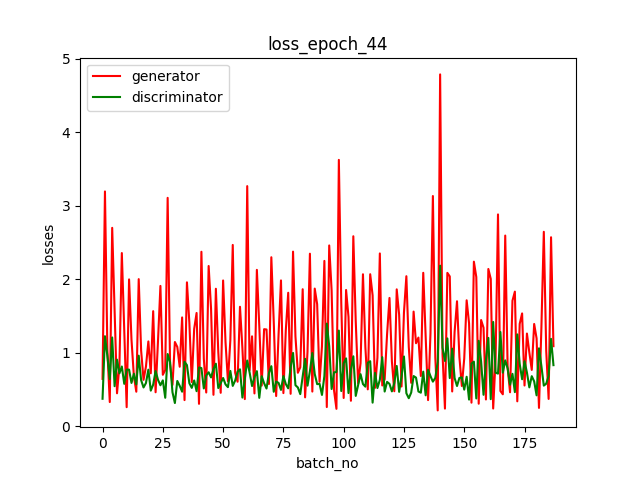 loss_epoch_44
generator
discriminator
losses
5
4
3
2
1
0
0 25 50 75 100 125 150 175
batch_no